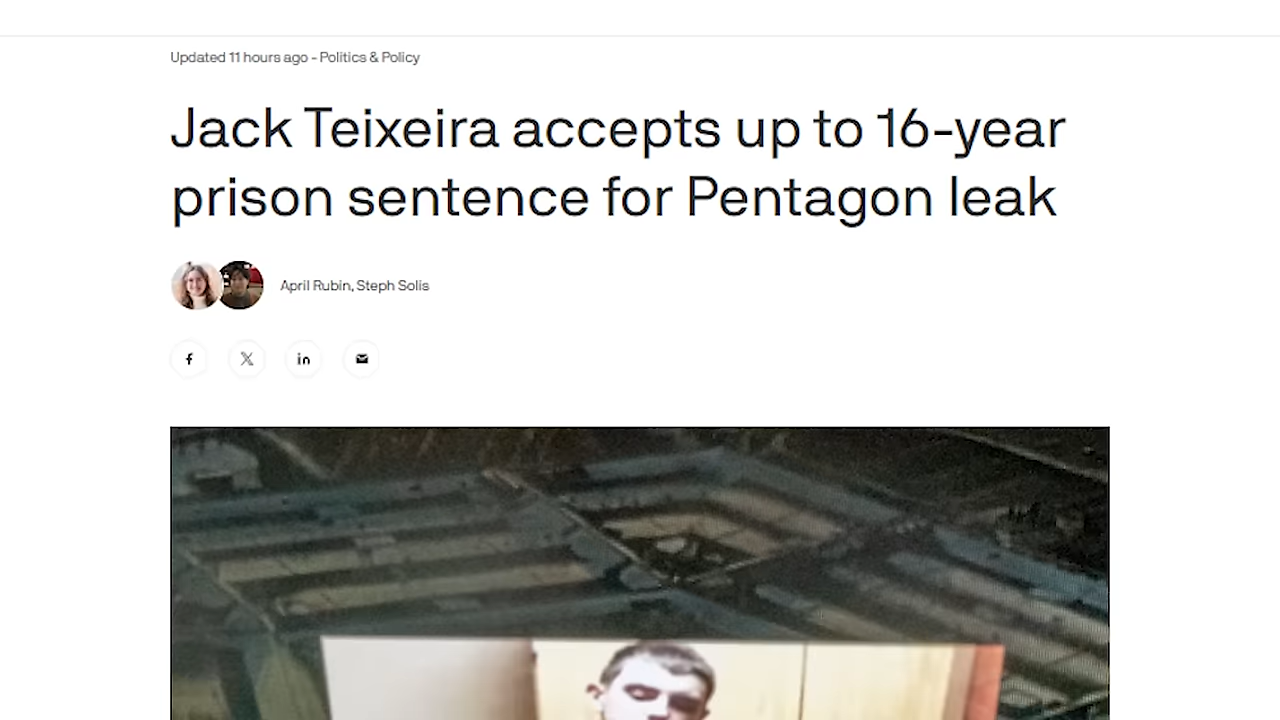 Updated 11 hours ago - Politics & Policy
Jack Teixeira accepts up to 16-year
prison sentence for Pentagon leak
April Rubin, Steph Solis